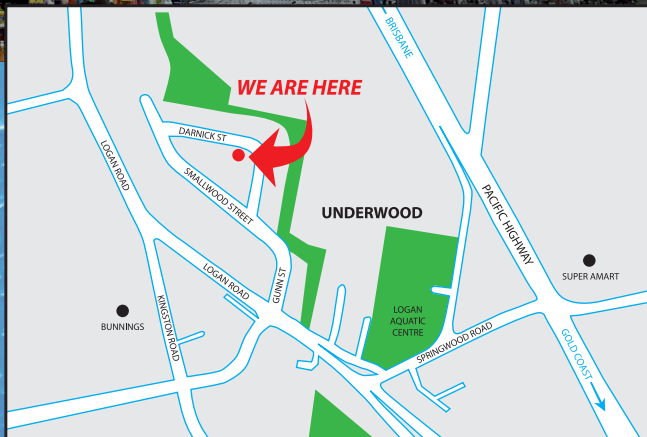 BRISBANE
WE ARE HERE
DARNICK ST
LOGAN ROAD
SMALLWOOD STREET
UNDERWOOD
PACIFIC HIGHWAY
SUPER AMART
LOGAN ROAD
GUNN ST
KINGSTON ROAD
BUNNINGS
LOGAN
AQUATIC
CENTRE
SPRINGWOOD ROAD
GOLD COAST